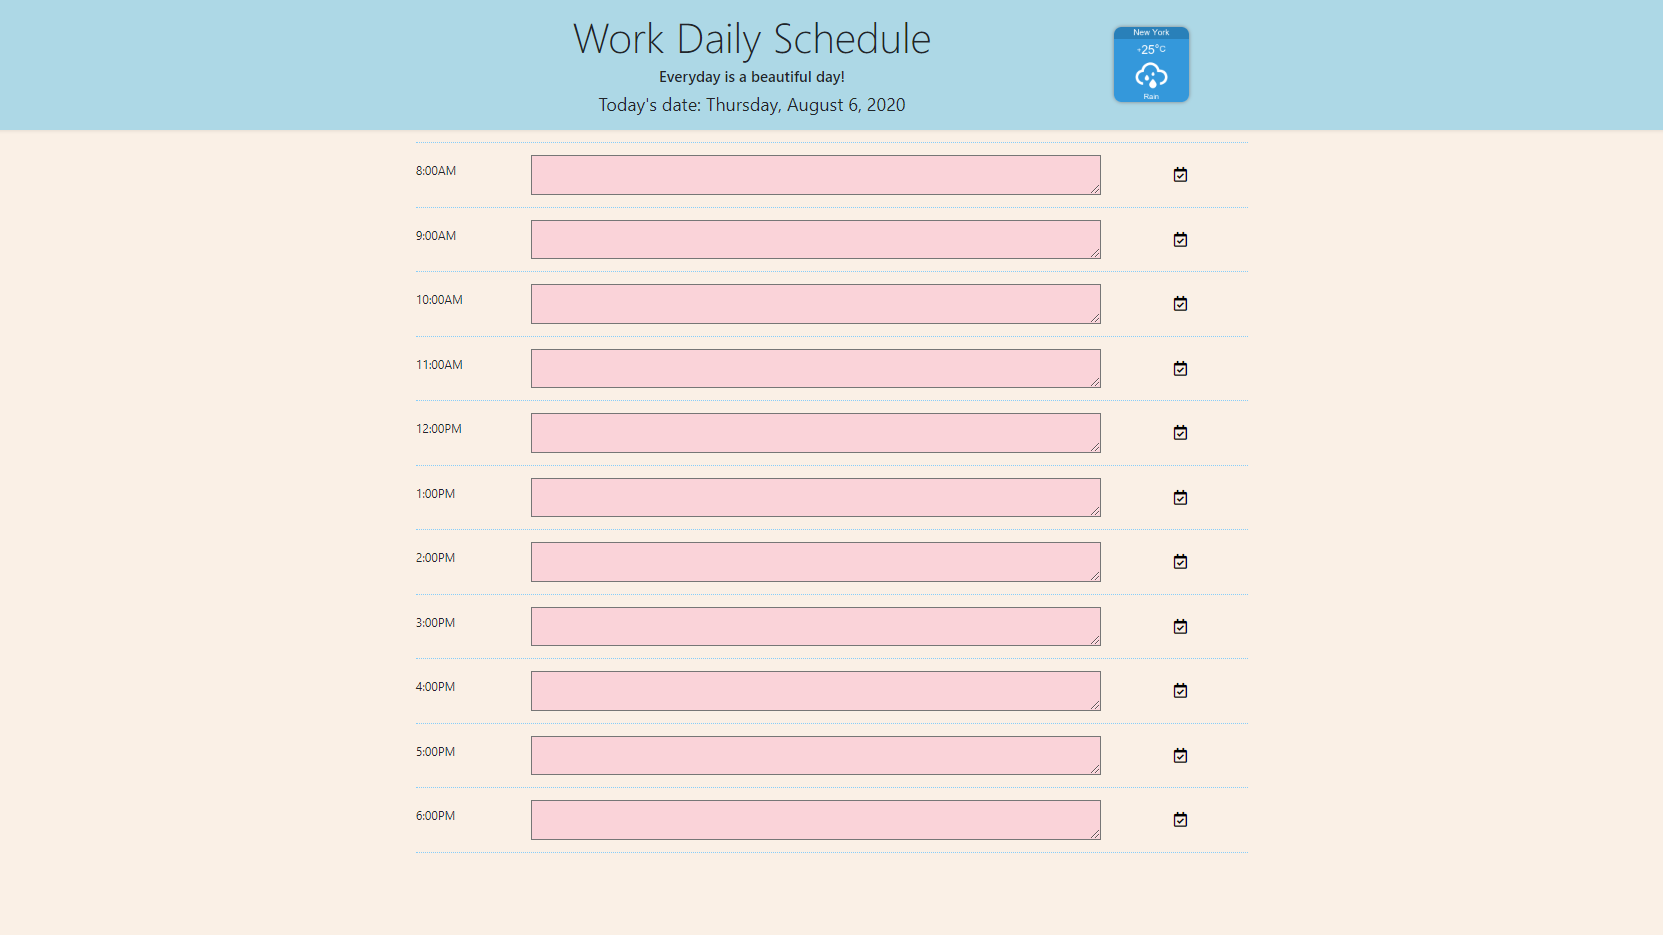 Work Daily Schedule
Everyday is a beautiful day!
Today's date: Thursday, August 6, 2020
New York
+25°C
Rain
8:00AM
9:00AM
10:00AM
11:00AM
12:00PM
1:00PM
2:00PM
3:00PM
4:00PM
5:00PM
6:00PM